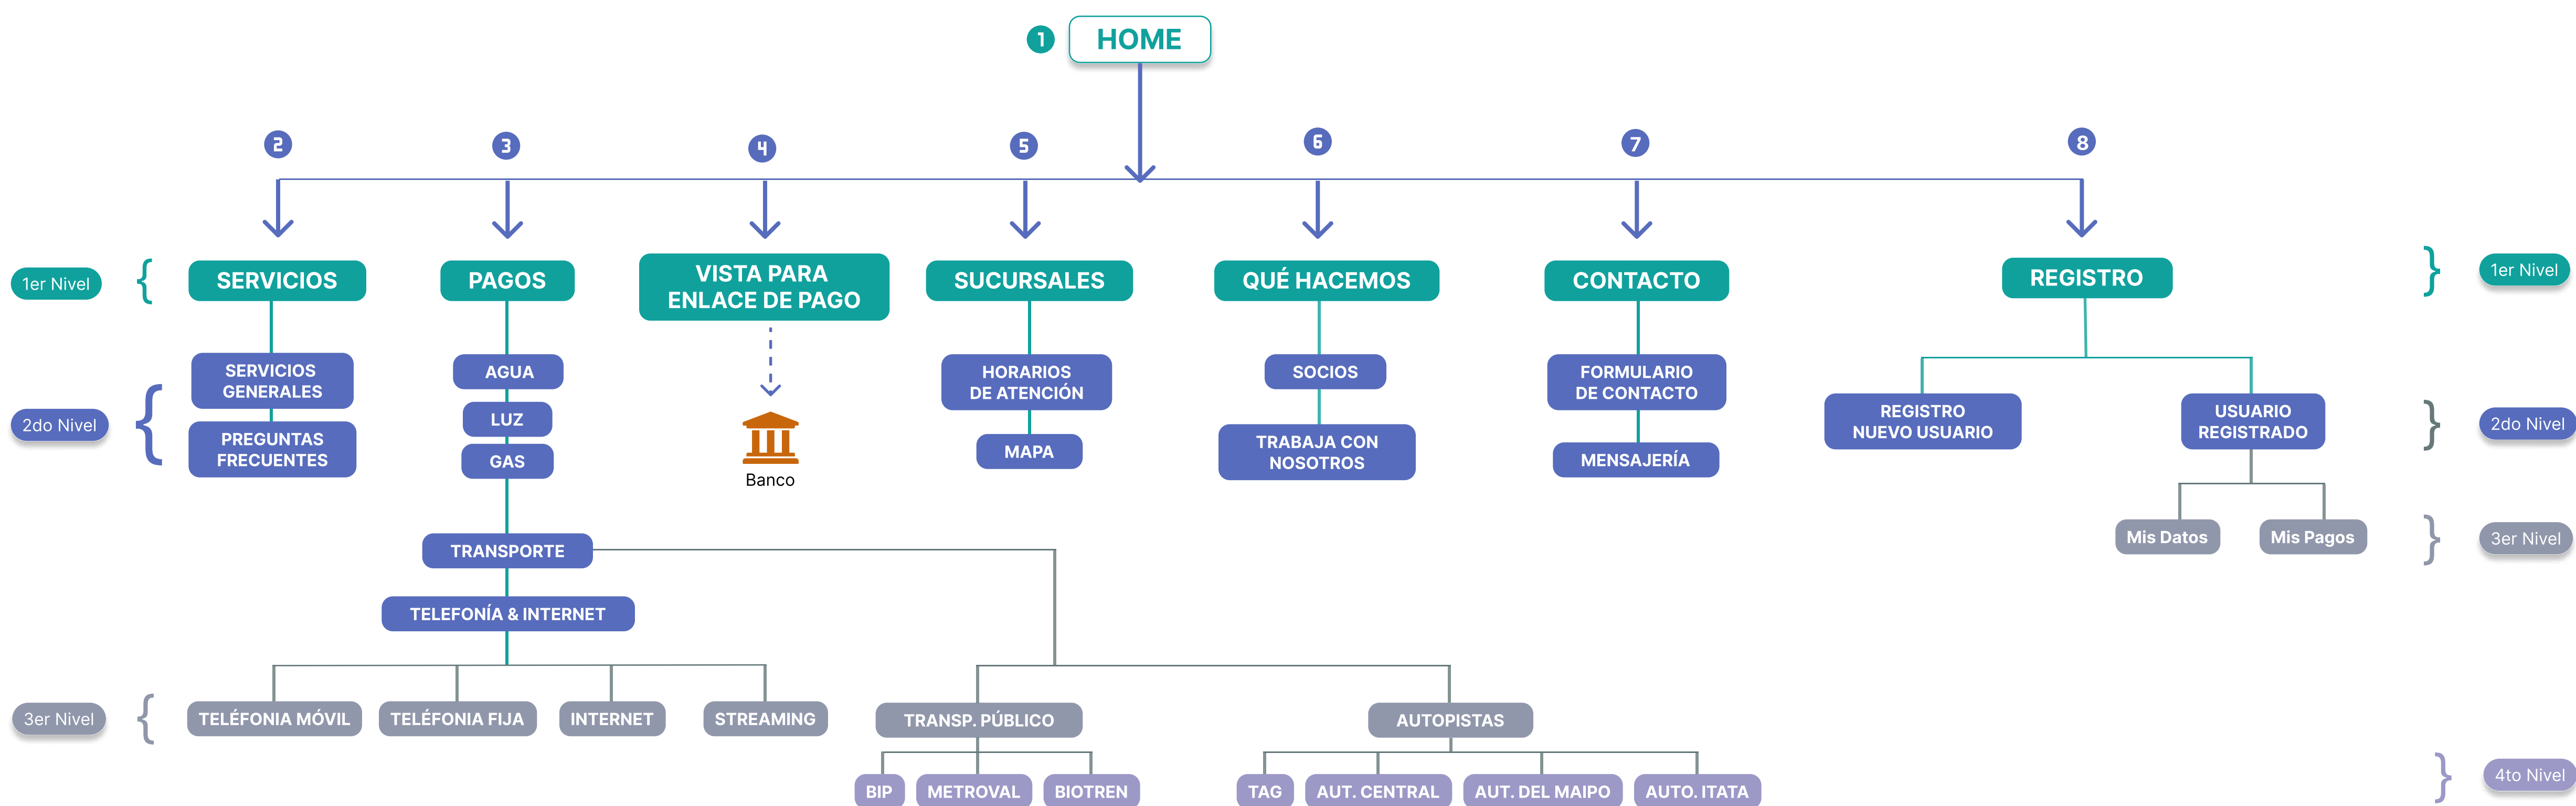 1
HOME
2
3
4
5
6
7
8
1er Nivel
SERVICIOS
PAGOS
VISTA PARA
ENLACE DE PAGO
SUCURSALES
QUÉ HACEMOS
CONTACTO
REGISTRO
1er Nivel
2do Nivel
SERVICIOS
GENERALES
PREGUNTAS
FRECUENTES
AGUA
LUZ
GAS
Banco
HORARIOS
DE ATENCIÓN
MAPA
SOCIOS
TRABAJA CON
NOSOTROS
FORMULARIO
DE CONTACTO
MENSAJERÍA
REGISTRO
NUEVO USUARIO
USUARIO
REGISTRADO
2do Nivel
Mis Datos
Mis Pagos
3er Nivel
TRANSPORTE
TELEFONÍA & INTERNET
3er Nivel
TELÉFONIA MÓVIL
TELÉFONIA FIJA
INTERNET
STREAMING
TRANSP. PÚBLICO
AUTOPISTAS
BIP
METROVAL
BIOTREN
TAG
AUT. CENTRAL
AUT. DEL MAIPO
AUTO. ITATA
4to Nivel